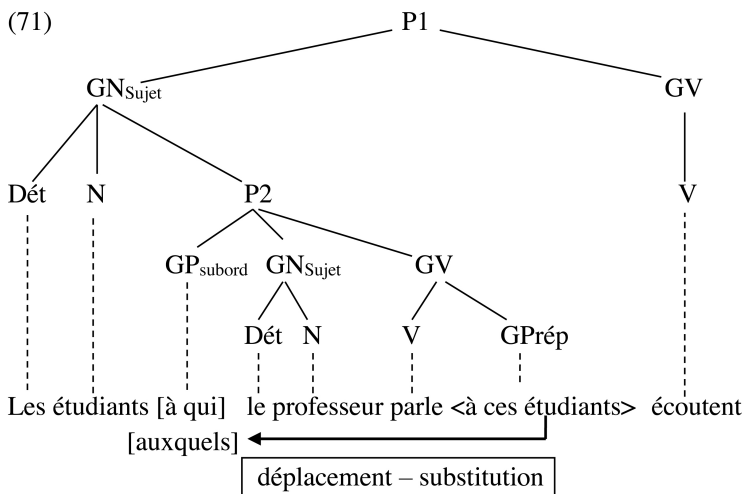 (71) P1
GNSujet GV
Dét N P2 V
GPsubord GNSujet GV
Dét N V GPrép
Les étudiants [à qui] le professeur parle <à ces étudiants> écoutent
[auxquels]
déplacement – substitution